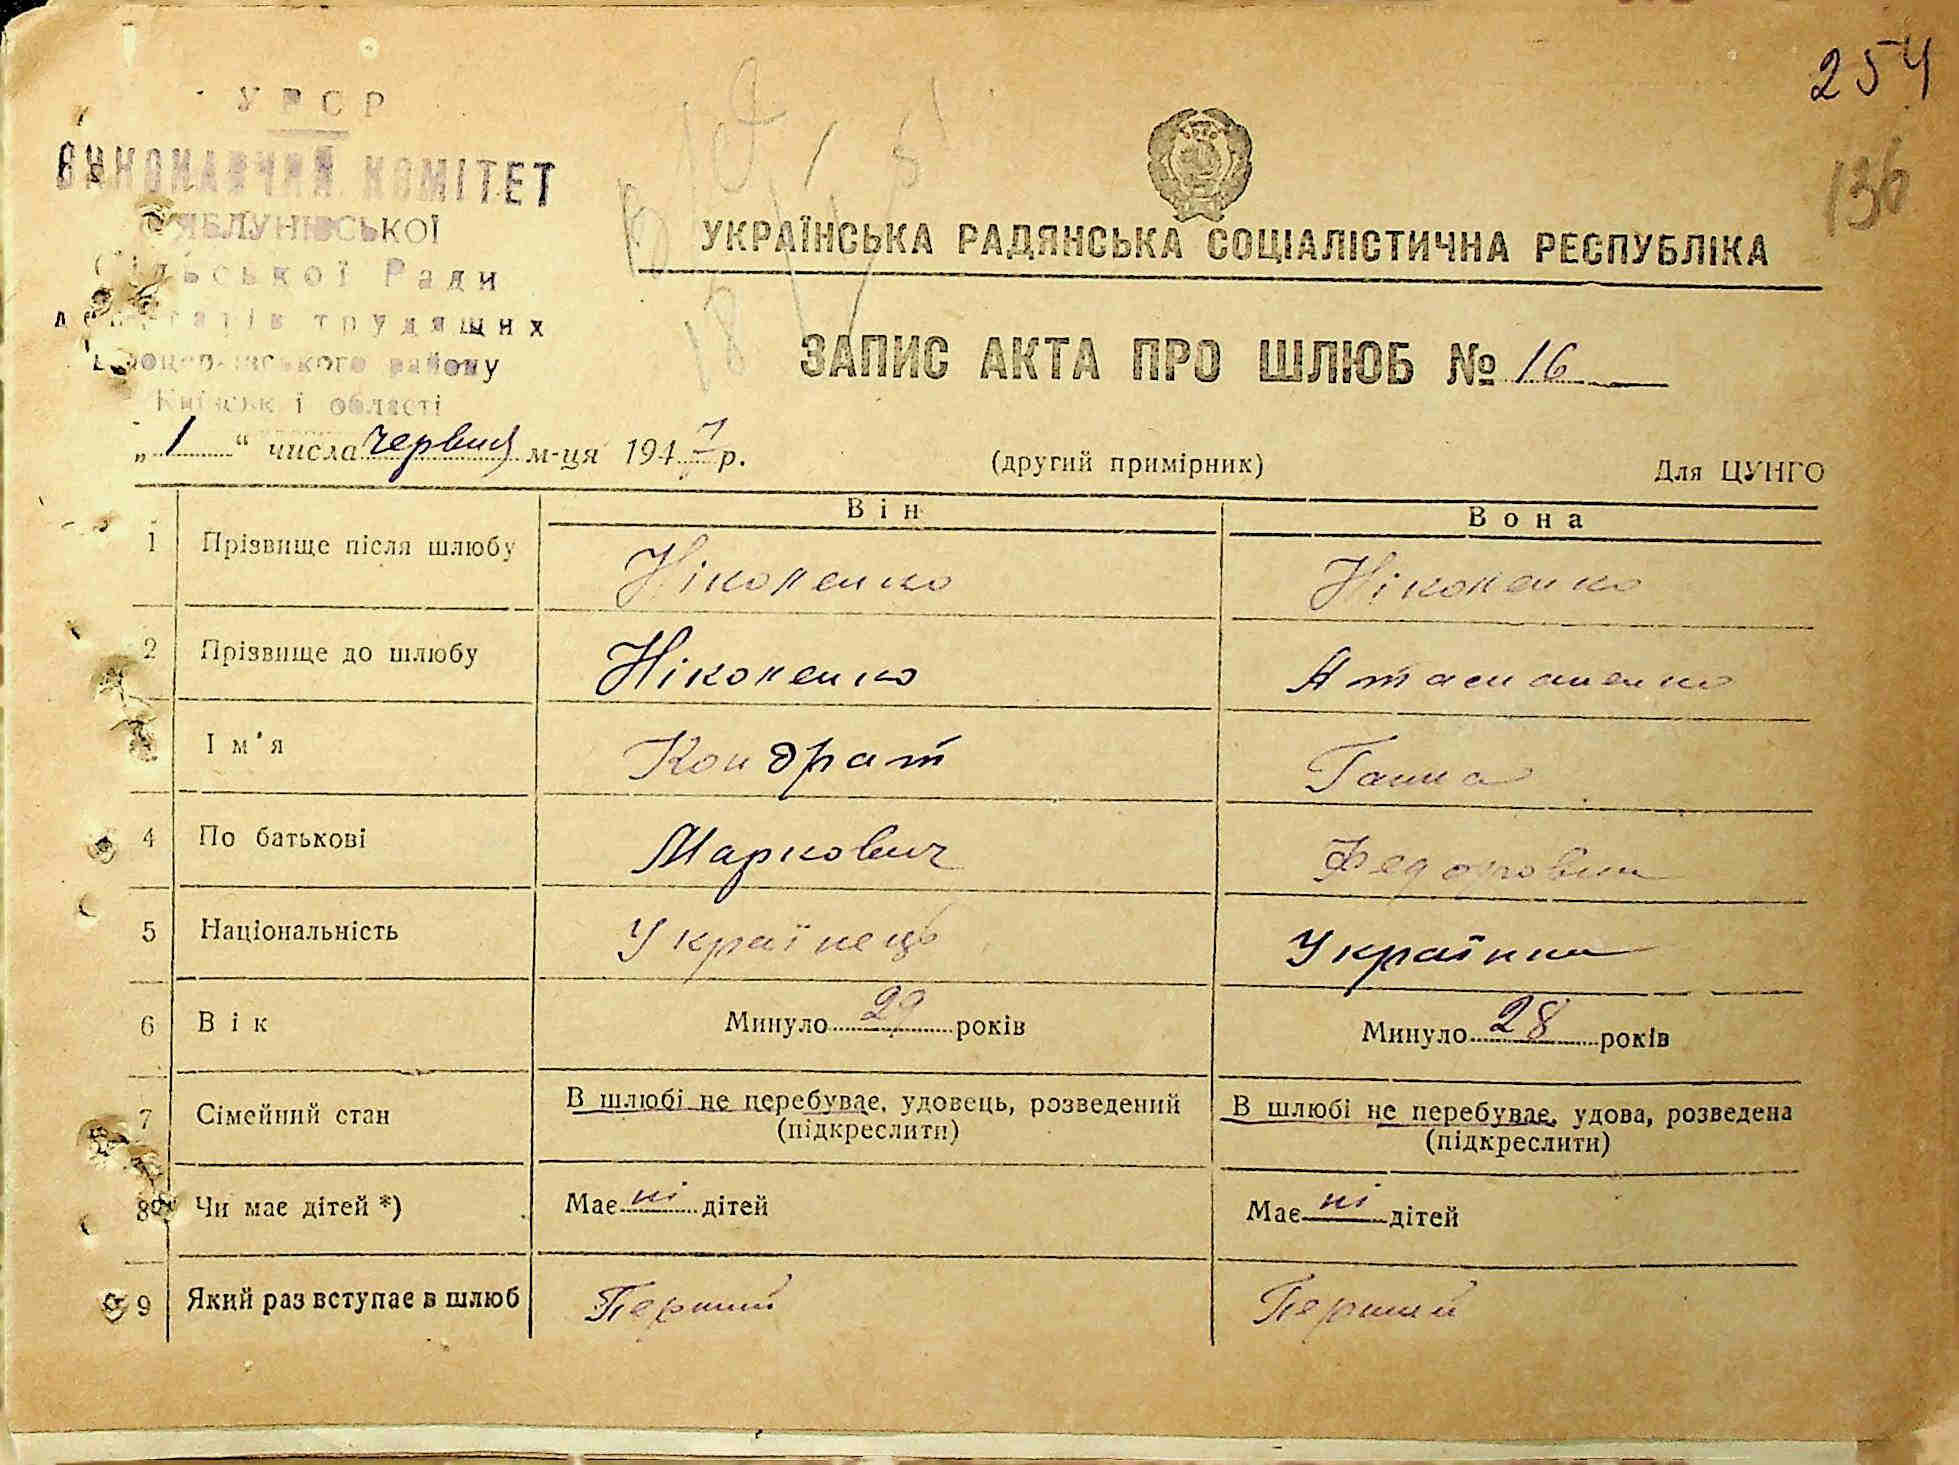 254
136
УРСР
ВИКОНАВЧИЙ КОМІТЕТ
ЯБЛУНІВСЬКОЇ
Сільської Ради
депутатів трудящих
району
Київської області
УКРАЇНСЬКА РАДЯНСЬКА СОЦІАЛІСТИЧНА РЕСПУБЛІКА
ЗАПИС АКТА ПРО ШЛЮБ № 16
„1“ числа червня м-ця 1947 р.
(другий примірник)
Для ЦУНГО
Він Вона
1 Прізвище після шлюбу Ніконенко Ніконенко
2 Прізвище до шлюбу Ніконенко
Ім'я Кондрат Ганна
4 По батькові Маркович Федоровна
5 Національність Українець Українка
6 Вік Минуло 29 років Минуло 28 років
7 Сімейний стан В шлюбі не перебуває, удовець, розведений В шлюбі не перебуває, удова, розведена
(підкреслити) (підкреслити)
8 Чи має дітей *) Має ні дітей Має ні дітей
9 Який раз вступає в шлюб Перший Перший